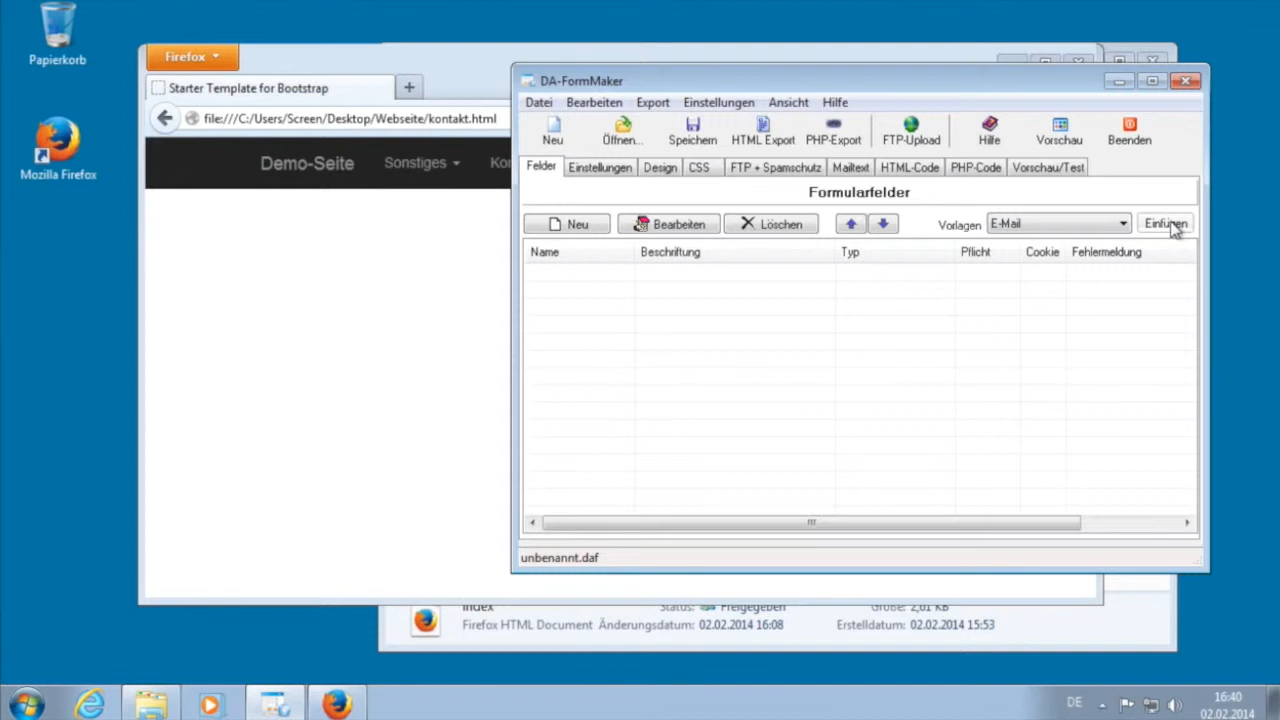 Papierkorb
Mozilla Firefox
Firefox
Starter Template for Bootstrap
file:///C:/Users/Screen/Desktop/Webseite/kontakt.html
Demo-Seite Sonstiges Ko
DA-FormMaker
Datei Bearbeiten Export Einstellungen Ansicht Hilfe
Neu Öffnen... Speichern HTML Export PHP-Export FTP-Upload Hilfe Vorschau Beenden
Felder Einstellungen Design CSS FTP + Spamschutz Mailtext HTML-Code PHP-Code Vorschau/Test
Formularfelder
Neu Bearbeiten Löschen Vorlagen E-Mail Einfügen
Name Beschriftung Typ Pflicht Cookie Fehlermeldung
unbenannt.daf
index Status: Freigegeben Größe: 2,61 KB
Firefox HTML Document Änderungsdatum: 02.02.2014 16:08 Erstelldatum: 02.02.2014 15:53
DE 16:40
02.02.2014